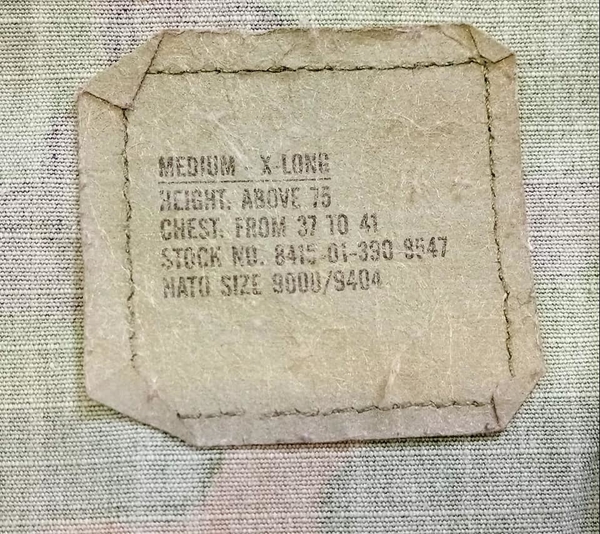 MEDIUM - X-LONG
HEIGHT. ABOVE 75
CHEST. FROM 37 TO 41
STOCK NO. 8415-01-390-8547
NATO SIZE 9000/9404